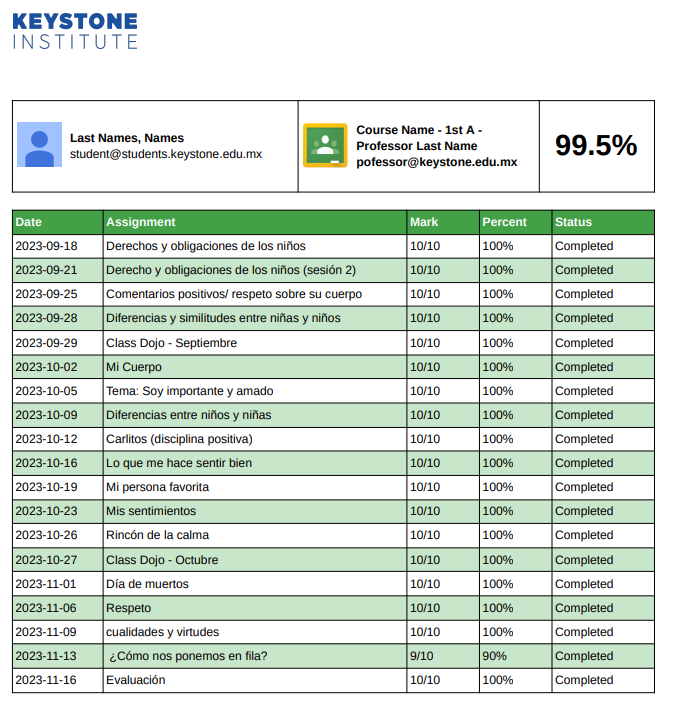 KEYSTONE
INSTITUTE
Last Names, Names
student@students.keystone.edu.mx
Course Name - 1st A -
Professor Last Name
pofessor@keystone.edu.mx
99.5%
Date Assignment Mark Percent Status
2023-09-18 Derechos y obligaciones de los niños 10/10 100% Completed
2023-09-21 Derecho y obligaciones de los niños (sesión 2) 10/10 100% Completed
2023-09-25 Comentarios positivos/ respeto sobre su cuerpo 10/10 100% Completed
2023-09-28 Diferencias y similitudes entre niñas y niños 10/10 100% Completed
2023-09-29 Class Dojo - Septiembre 10/10 100% Completed
2023-10-02 Mi Cuerpo 10/10 100% Completed
2023-10-05 Tema: Soy importante y amado 10/10 100% Completed
2023-10-09 Diferencias entre niños y niñas 10/10 100% Completed
2023-10-12 Carlitos (disciplina positiva) 10/10 100% Completed
2023-10-16 Lo que me hace sentir bien 10/10 100% Completed
2023-10-19 Mi persona favorita 10/10 100% Completed
2023-10-23 Mis sentimientos 10/10 100% Completed
2023-10-26 Rincón de la calma 10/10 100% Completed
2023-10-27 Class Dojo - Octubre 10/10 100% Completed
2023-11-01 Día de muertos 10/10 100% Completed
2023-11-06 Respeto 10/10 100% Completed
2023-11-09 cualidades y virtudes 10/10 100% Completed
2023-11-13 ¿Cómo nos ponemos en fila? 9/10 90% Completed
2023-11-16 Evaluación 10/10 100% Completed